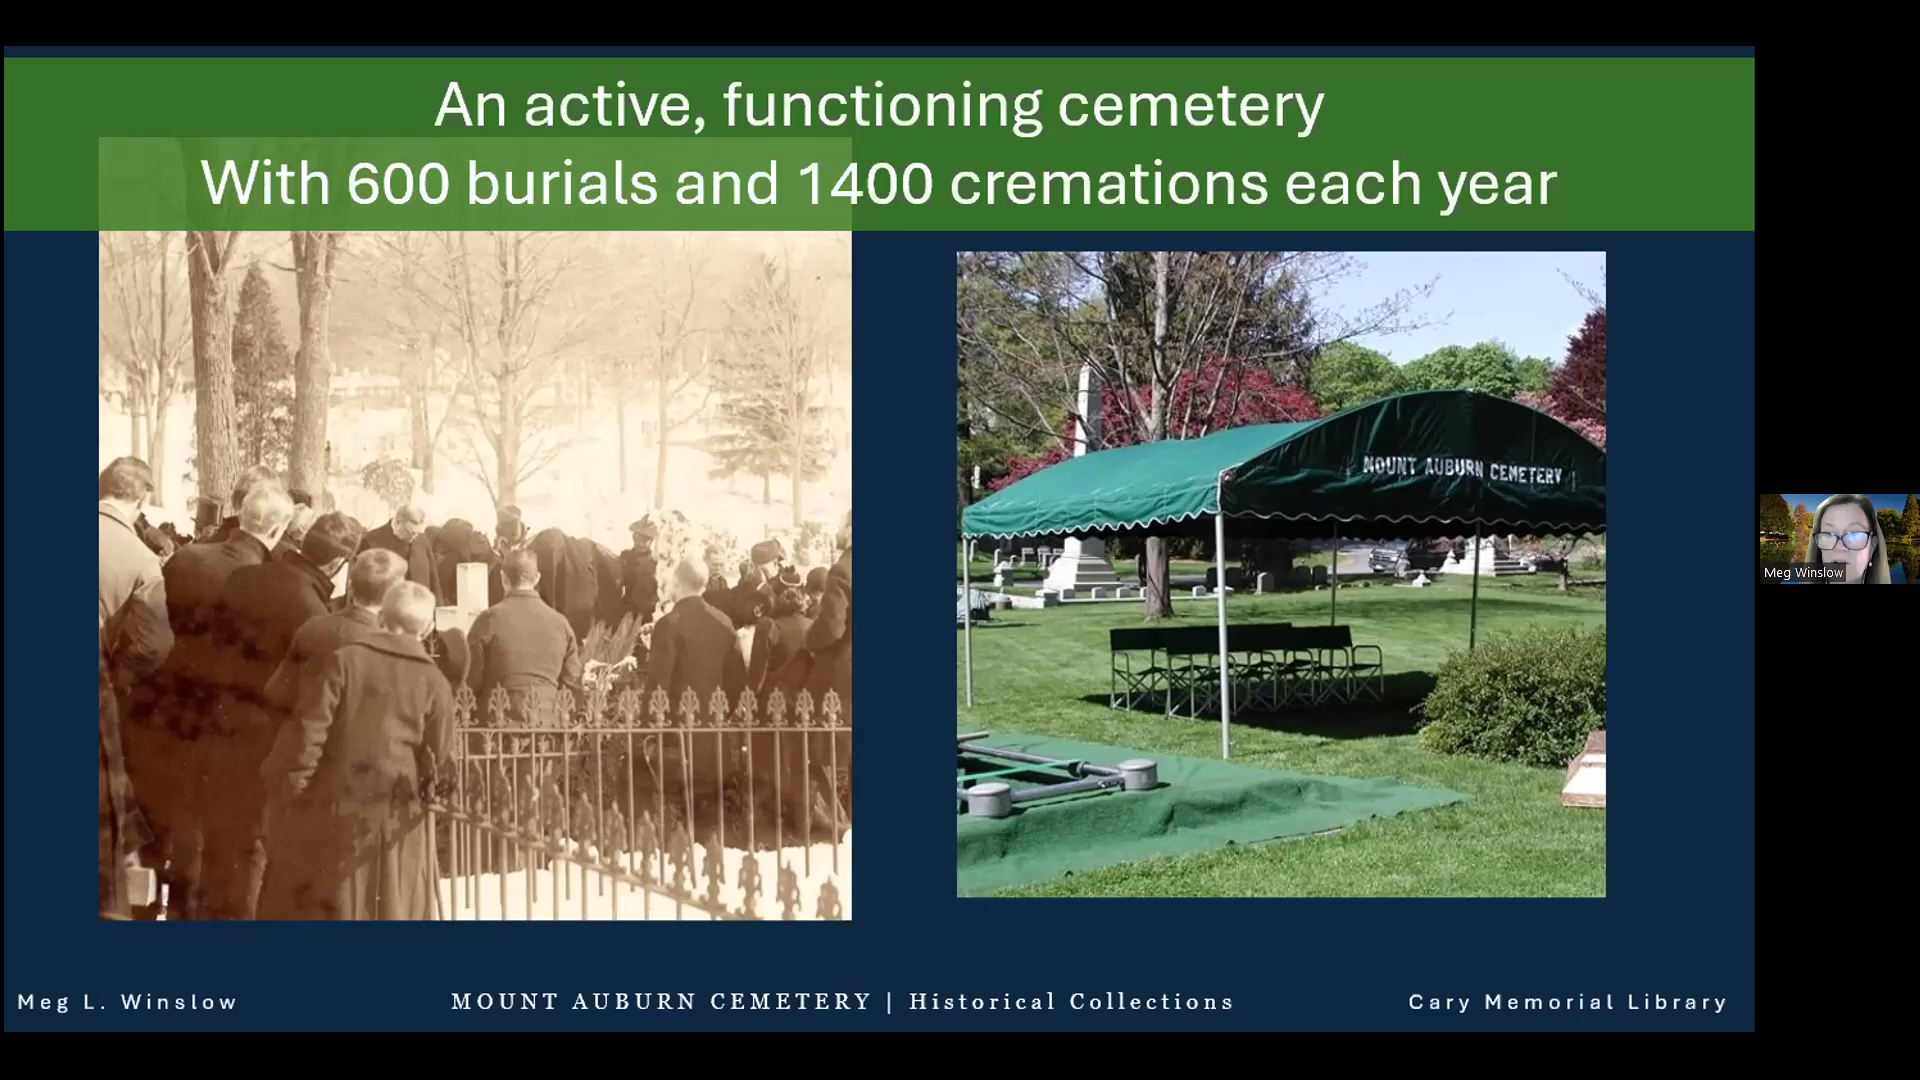 An active, functioning cemetery
With 600 burials and 1400 cremations each year
MOUNT AUBURN CEMETERY
Meg Winslow
Meg L. Winslow
MOUNT AUBURN CEMETERY | Historical Collections
Cary Memorial Library